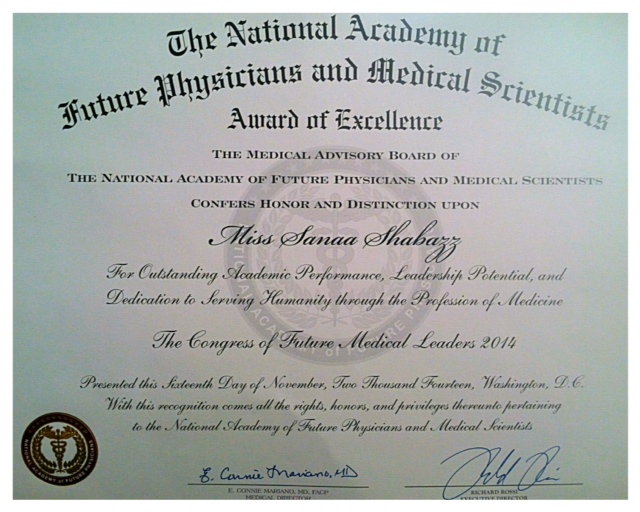 The National Academy of
Future Physicians and Medical Scientists
Award of Excellence
THE MEDICAL ADVISORY BOARD OF
THE NATIONAL ACADEMY OF FUTURE PHYSICIANS AND MEDICAL SCIENTISTS
CONFERS HONOR AND DISTINCTION UPON
Miss Sanaa Shabazz
For Outstanding Academic Performance, Leadership Potential, and
Dedication to Serving Humanity through the Profession of Medicine
The Congress of Future Medical Leaders 2014
Presented this Sixteenth Day of November, Two Thousand Fourteen, Washington, D.C.
With this recognition comes all the rights, honors, and privileges thereunto pertaining
to the National Academy of Future Physicians and Medical Scientists
E. Connie Mariano, MD
E. CONNIE MARIANO, MD, FACP
MEDICAL DIRECTOR
RICHARD ROSSI
EXECUTIVE DIRECTOR